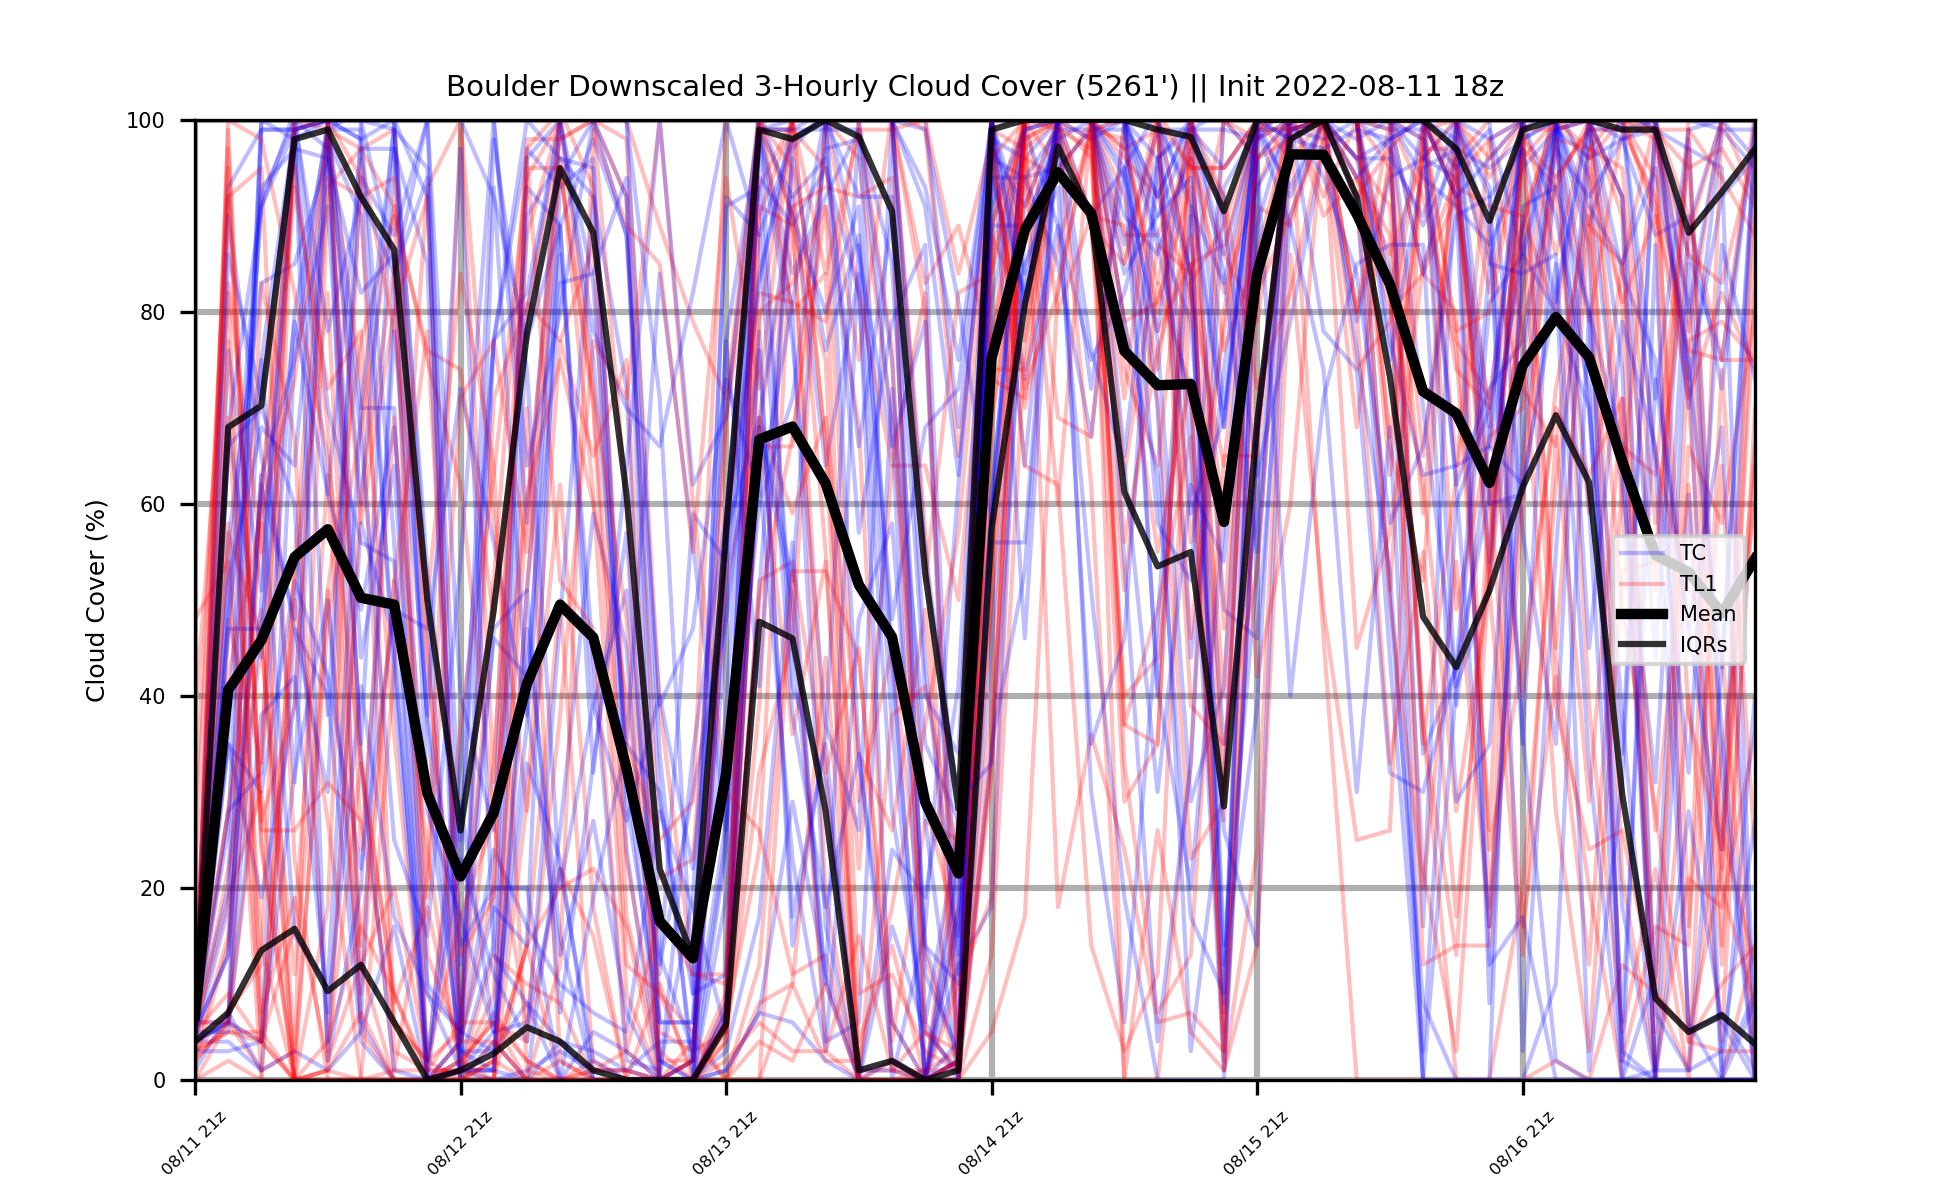 Boulder Downscaled 3-Hourly Cloud Cover (5261') || Init 2022-08-11 18z
Cloud Cover (%)
100
80
60
40
20
0
TC
TL1
Mean
IQRs
08/11 21z
08/12 21z
08/13 21z
08/14 21z
08/15 21z
08/16 21z